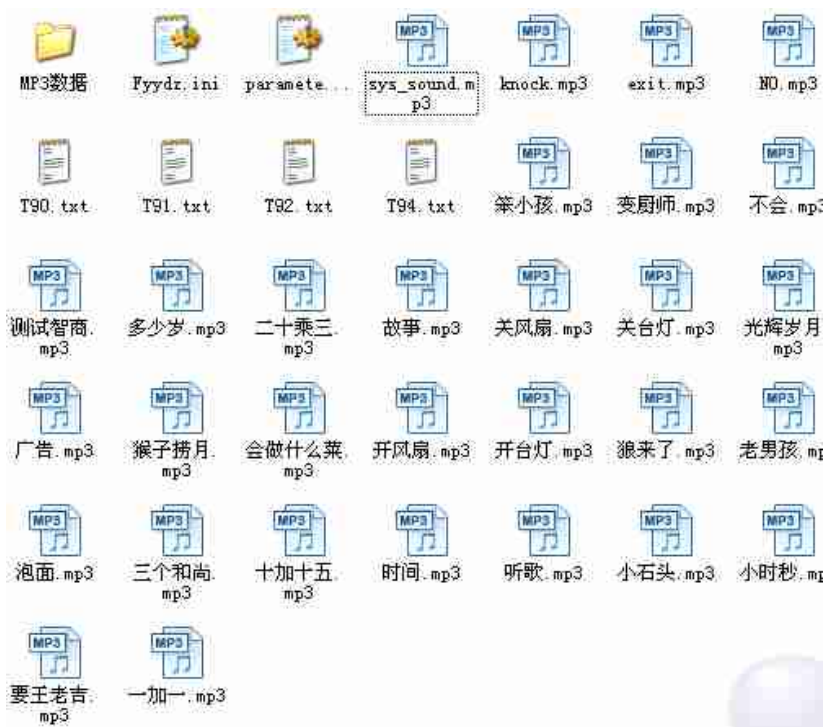 MP3数据 Fyydz.ini paramete... sys_sound.m knock.mp3 exit.mp3 NO.mp3
p3
T90.txt T91.txt T92.txt T94.txt 笨小孩.mp3 变厨师.mp3 不会.mp3
测试智商. 多少岁.mp3 二十乘三. 故事.mp3 关风扇.mp3 关台灯.mp3 光辉岁月
mp3 mp3 mp3
广告.mp3 猴子捞月. 会做什么菜. 开风扇.mp3 开台灯.mp3 狼来了.mp3 老男孩.mp
mp3 mp3
泡面.mp3 三个和尚. 十加十五. 时间.mp3 听歌.mp3 小石头.mp3 小时秒.mp
mp3 mp3
要王老吉. 一加一.mp3
mp3